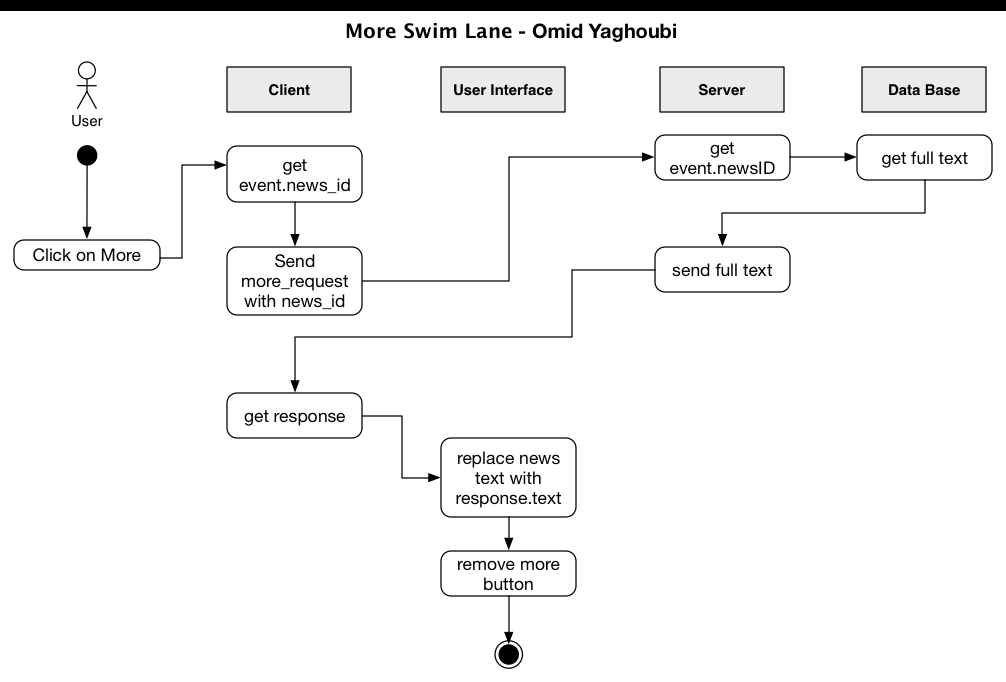 More Swim Lane - Omid Yaghoubi
User
Client
User Interface
Server
Data Base
Click on More
get
event.news_id
Send
more_request
with news_id
get
event.newsID
get full text
send full text
get response
replace news
text with
response.text
remove more
button